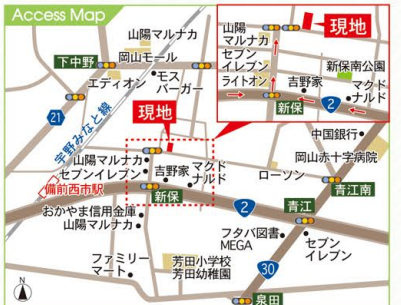 Access Map
山陽マルナカ
岡山モール
下中野
エディオン
モス
バーガー
21
宇野みなと線
現地
山陽マルナカ
セブンイレブン
吉野家
マクド
ナルド
備前西市駅
新保
おかやま信用金庫
山陽マルナカ
ファミリー
マート
芳田小学校
芳田幼稚園
フタバ図書
MEGA
セブン
イレブン
2
30
泉田
青江
青江南
ローソン
岡山赤十字病院
中国銀行
N
山陽
マルナカ
セブン
イレブン
ライトオン
現地
新保南公園
吉野家
マクド
ナルド
新保
2